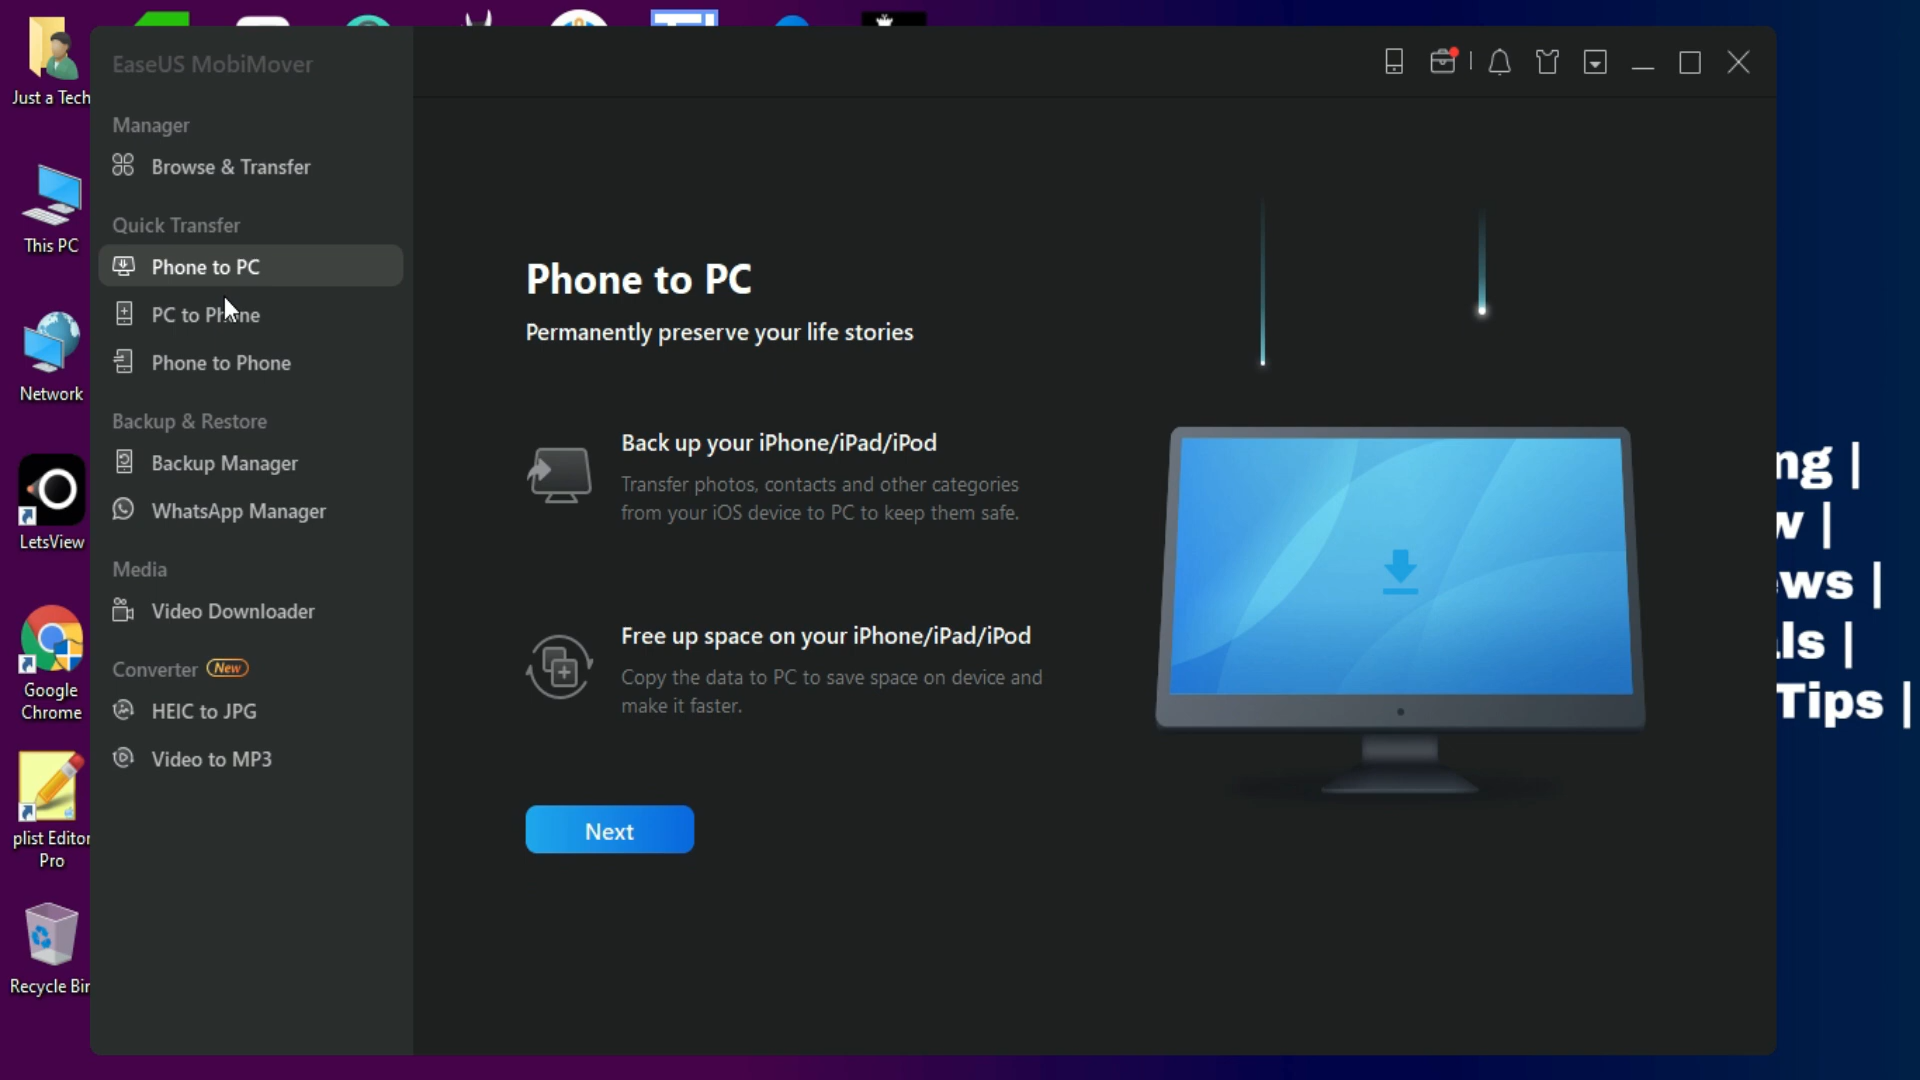 EaseUS MobiMover
Manager
Browse & Transfer
Quick Transfer
Phone to PC
PC to Phone
Phone to Phone
Backup & Restore
Backup Manager
WhatsApp Manager
Media
Video Downloader
Converter New
HEIC to JPG
Video to MP3
Phone to PC
Permanently preserve your life stories
Back up your iPhone/iPad/iPod
Transfer photos, contacts and other categories
from your iOS device to PC to keep them safe.
Free up space on your iPhone/iPad/iPod
Copy the data to PC to save space on device and
make it faster.
Next
Just a Tech
This PC
Network
LetsView
Google
Chrome
plist Editor
Pro
Recycle Bin
ng |
w |
ews |
ls |
Tips |